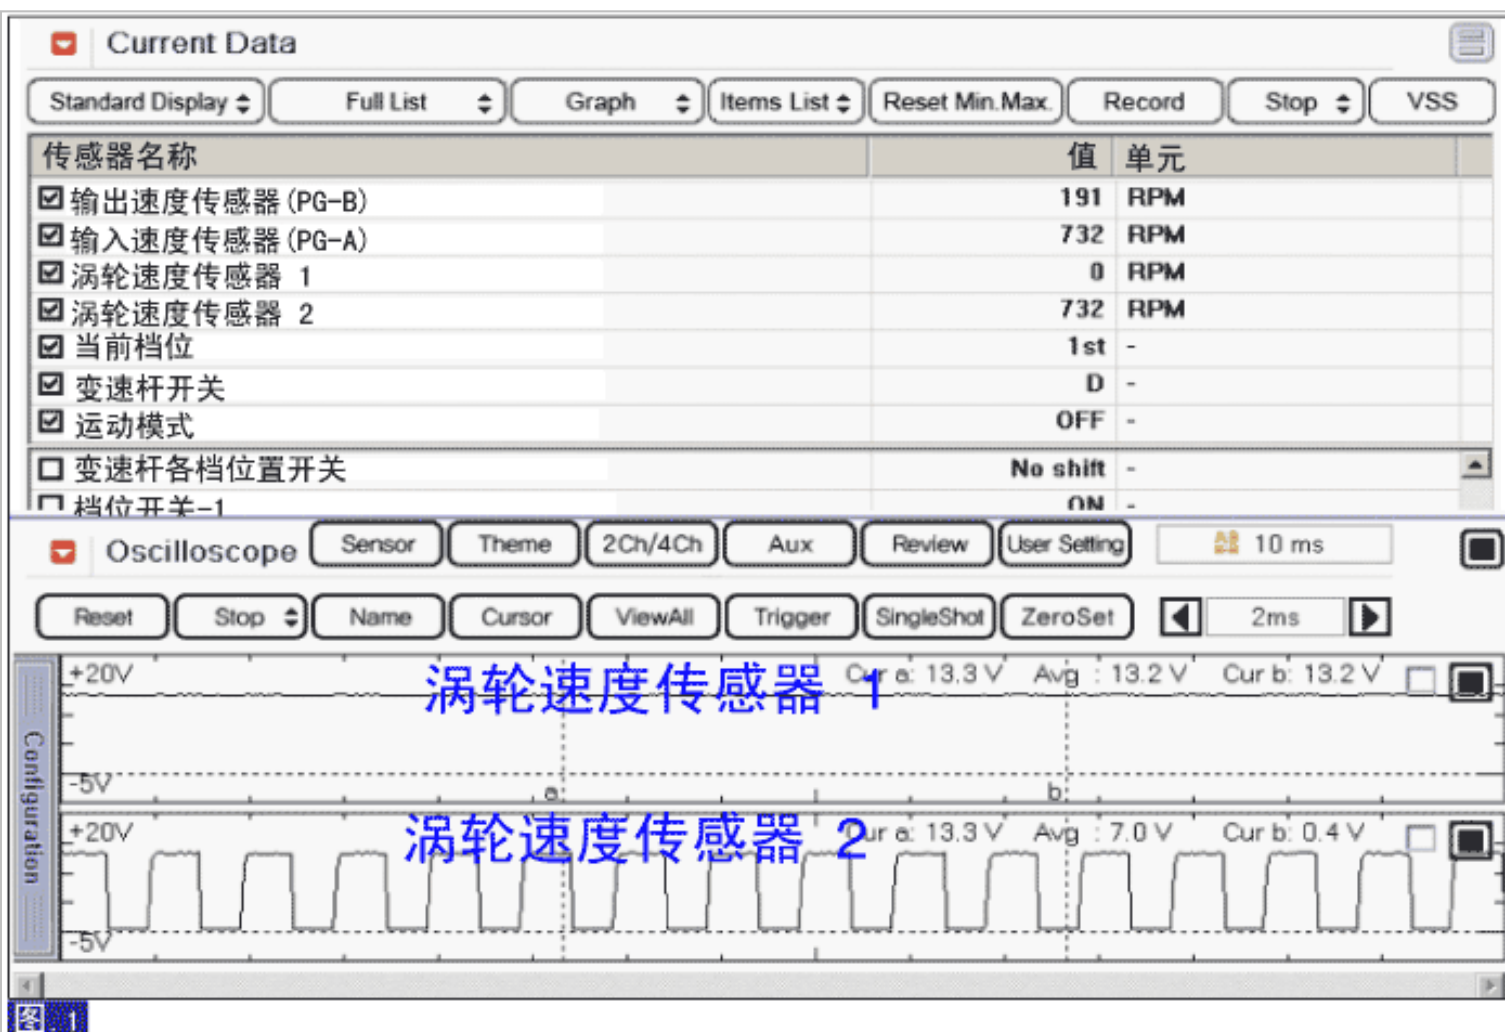 Current Data
Standard Display Full List Graph Items List Reset Min.Max. Record Stop VSS
传感器名称 值 单元
输出速度传感器(PG-B) 191 RPM
输入速度传感器(PG-A) 732 RPM
涡轮速度传感器 1 0 RPM
涡轮速度传感器 2 732 RPM
当前档位 1st -
变速杆开关 D -
运动模式 OFF -
变速杆各档位置开关 No shift -
档位开关-1 ON -
Oscilloscope Sensor Theme 2Ch/4Ch Aux Review User Setting 10 ms
Reset Stop Name Cursor ViewAll Trigger SingleShot ZeroSet 2ms
Configuration
+20V 涡轮速度传感器 1 Cur a: 13.3 V Avg : 13.2 V Cur b: 13.2 V
-5V a b
+20V 涡轮速度传感器 2 Cur a: 13.3 V Avg : 7.0 V Cur b: 0.4 V
-5V
图 1